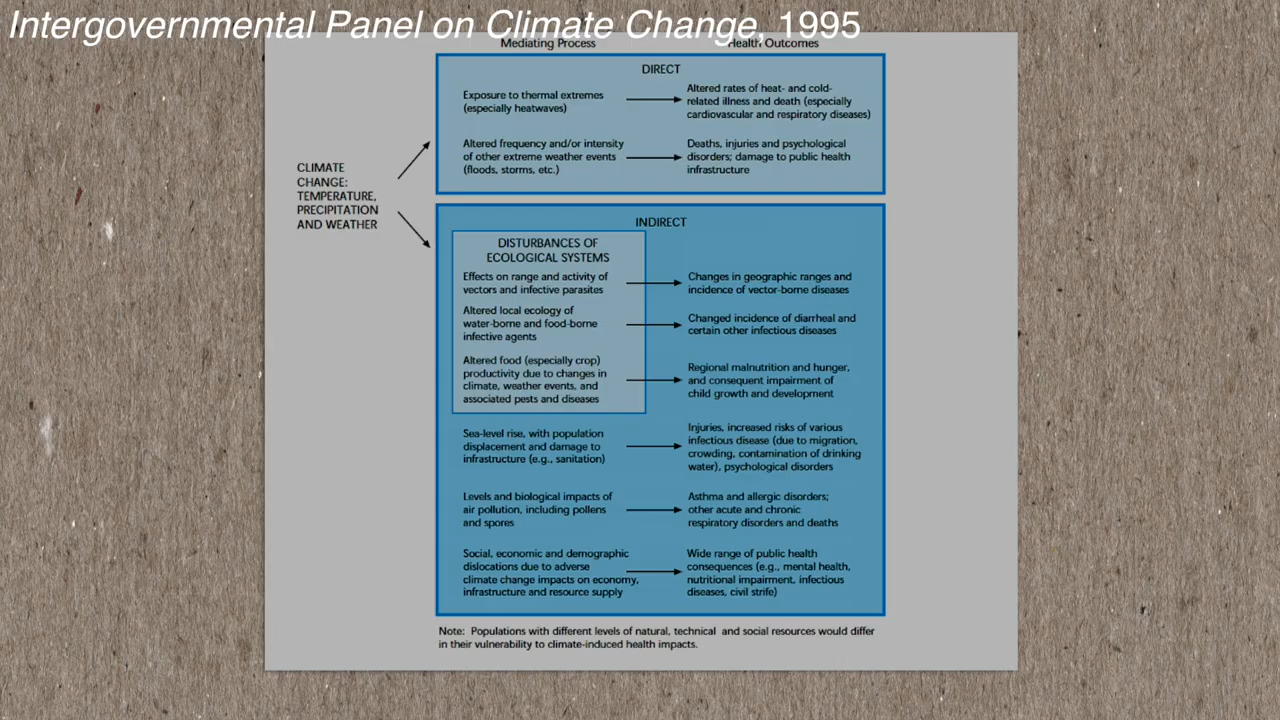 Intergovernmental Panel on Climate Change, 1995
Mediating Process
Health Outcomes
DIRECT
Exposure to thermal extremes
(especially heatwaves)
Altered rates of heat- and cold-
related illness and death (especially
cardiovascular and respiratory diseases)
Altered frequency and/or intensity
of other extreme weather events
(floods, storms, etc.)
Deaths, injuries and psychological
disorders; damage to public health
infrastructure
CLIMATE
CHANGE:
TEMPERATURE,
PRECIPITATION
AND WEATHER
INDIRECT
DISTURBANCES OF
ECOLOGICAL SYSTEMS
Effects on range and activity of
vectors and infective parasites
Changes in geographic ranges and
incidence of vector-borne diseases
Altered local ecology of
water-borne and food-borne
infective agents
Changed incidence of diarrheal and
certain other infectious diseases
Altered food (especially crop)
productivity due to changes in
climate, weather events, and
associated pests and diseases
Regional malnutrition and hunger,
and consequent impairment of
child growth and development
Sea-level rise, with population
displacement and damage to
infrastructure (e.g., sanitation)
Injuries, increased risks of various
infectious disease (due to migration,
crowding, contamination of drinking
water), psychological disorders
Levels and biological impacts of
air pollution, including pollens
and spores
Asthma and allergic disorders;
other acute and chronic
respiratory disorders and deaths
Social, economic and demographic
dislocations due to adverse
climate change impacts on economy,
infrastructure and resource supply
Wide range of public health
consequences (e.g., mental health,
nutritional impairment, infectious
diseases, civil strife)
Note: Populations with different levels of natural, technical and social resources would differ
in their vulnerability to climate-induced health impacts.